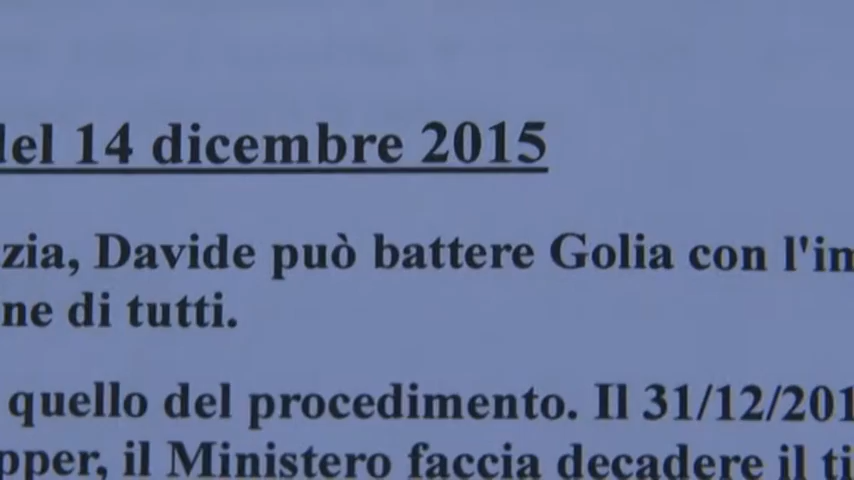 del 14 dicembre 2015
zia, Davide può battere Golia con l'im
ne di tutti.
quello del procedimento. Il 31/12/201
pper, il Ministero faccia decadere il ti